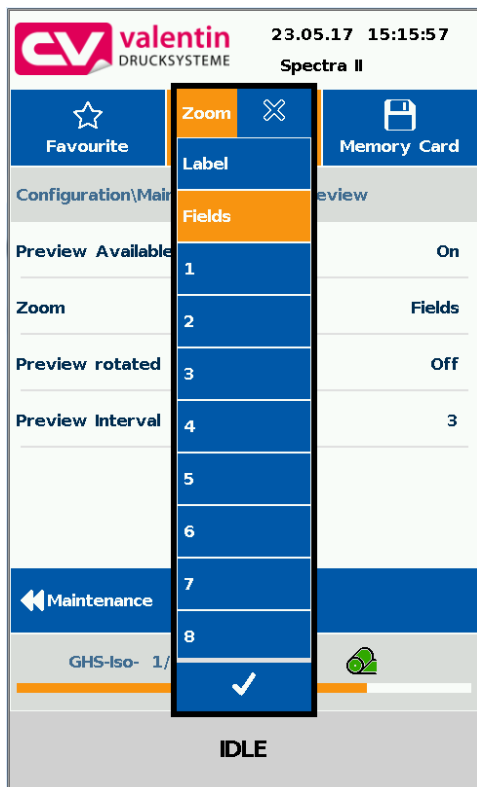 CV valentin
DRUCKSYSTEME
23.05.17 15:15:57
Spectra II
Favourite
Memory Card
Zoom
Label
Fields
1
2
3
4
5
6
7
8
Configuration\Mai
eview
Preview Available
On
Zoom
Fields
Preview rotated
Off
Preview Interval
3
Maintenance
GHS-Iso- 1/
IDLE